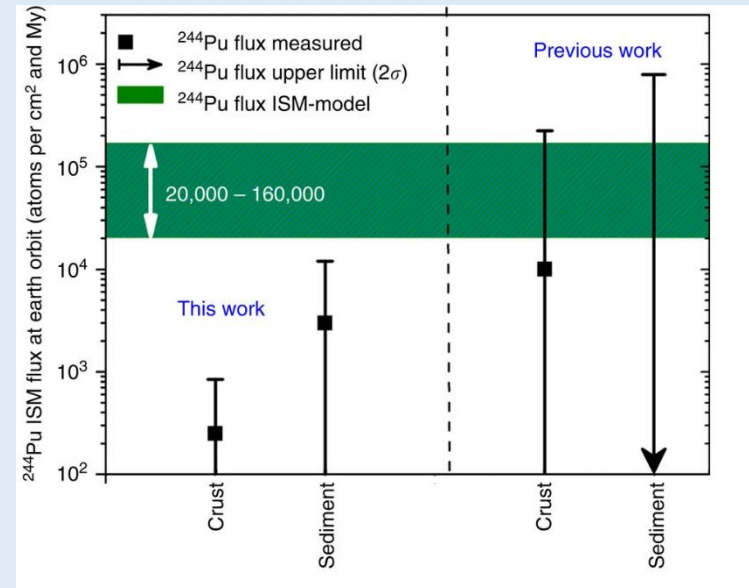 ²⁴⁴Pu ISM flux at earth orbit (atoms per cm² and My)
10⁶
10⁵
10⁴
10³
10²
²⁴⁴Pu flux measured
²⁴⁴Pu flux upper limit (2σ)
²⁴⁴Pu flux ISM-model
Previous work
20,000 – 160,000
This work
Crust
Sediment
Crust
Sediment